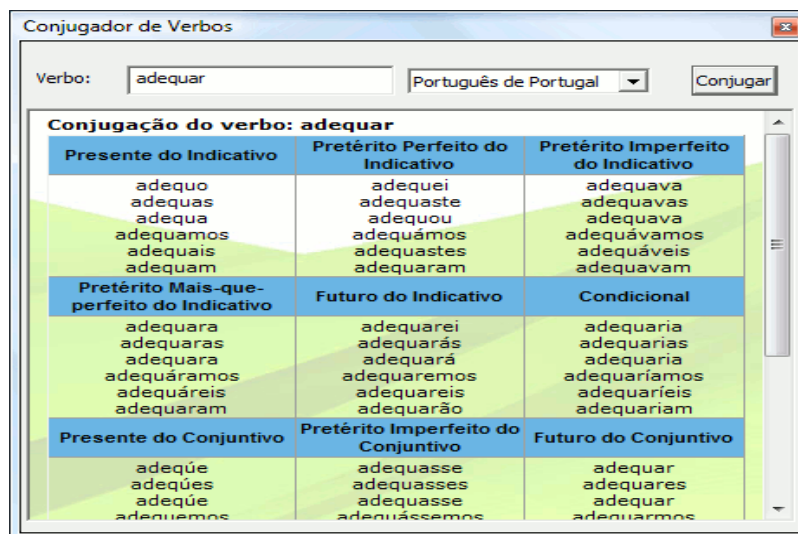 Conjugador de Verbos
Verbo: adequar Português de Portugal Conjugar
Conjugação do verbo: adequar
Presente do Indicativo
Pretérito Perfeito do
Indicativo
Pretérito Imperfeito
do Indicativo
adequo adequei adequava
adequas adequaste adequavas
adequa adequou adequava
adequamos adequámos adequávamos
adequais adequastes adequáveis
adequam adequaram adequavam
Pretérito Mais-que-
perfeito do Indicativo
Futuro do Indicativo
Condicional
adequara adequarei adequaria
adequaras adequarás adequarias
adequara adequará adequaria
adequáramos adequaremos adequaríamos
adequáreis adequareis adequaríeis
adequaram adequarão adequariam
Presente do Conjuntivo
Pretérito Imperfeito do
Conjuntivo
Futuro do Conjuntivo
adeqúe adequasse adequar
adeqúes adequasses adequares
adeqúe adequasse adequar
adequemos adequássemos adequarmos